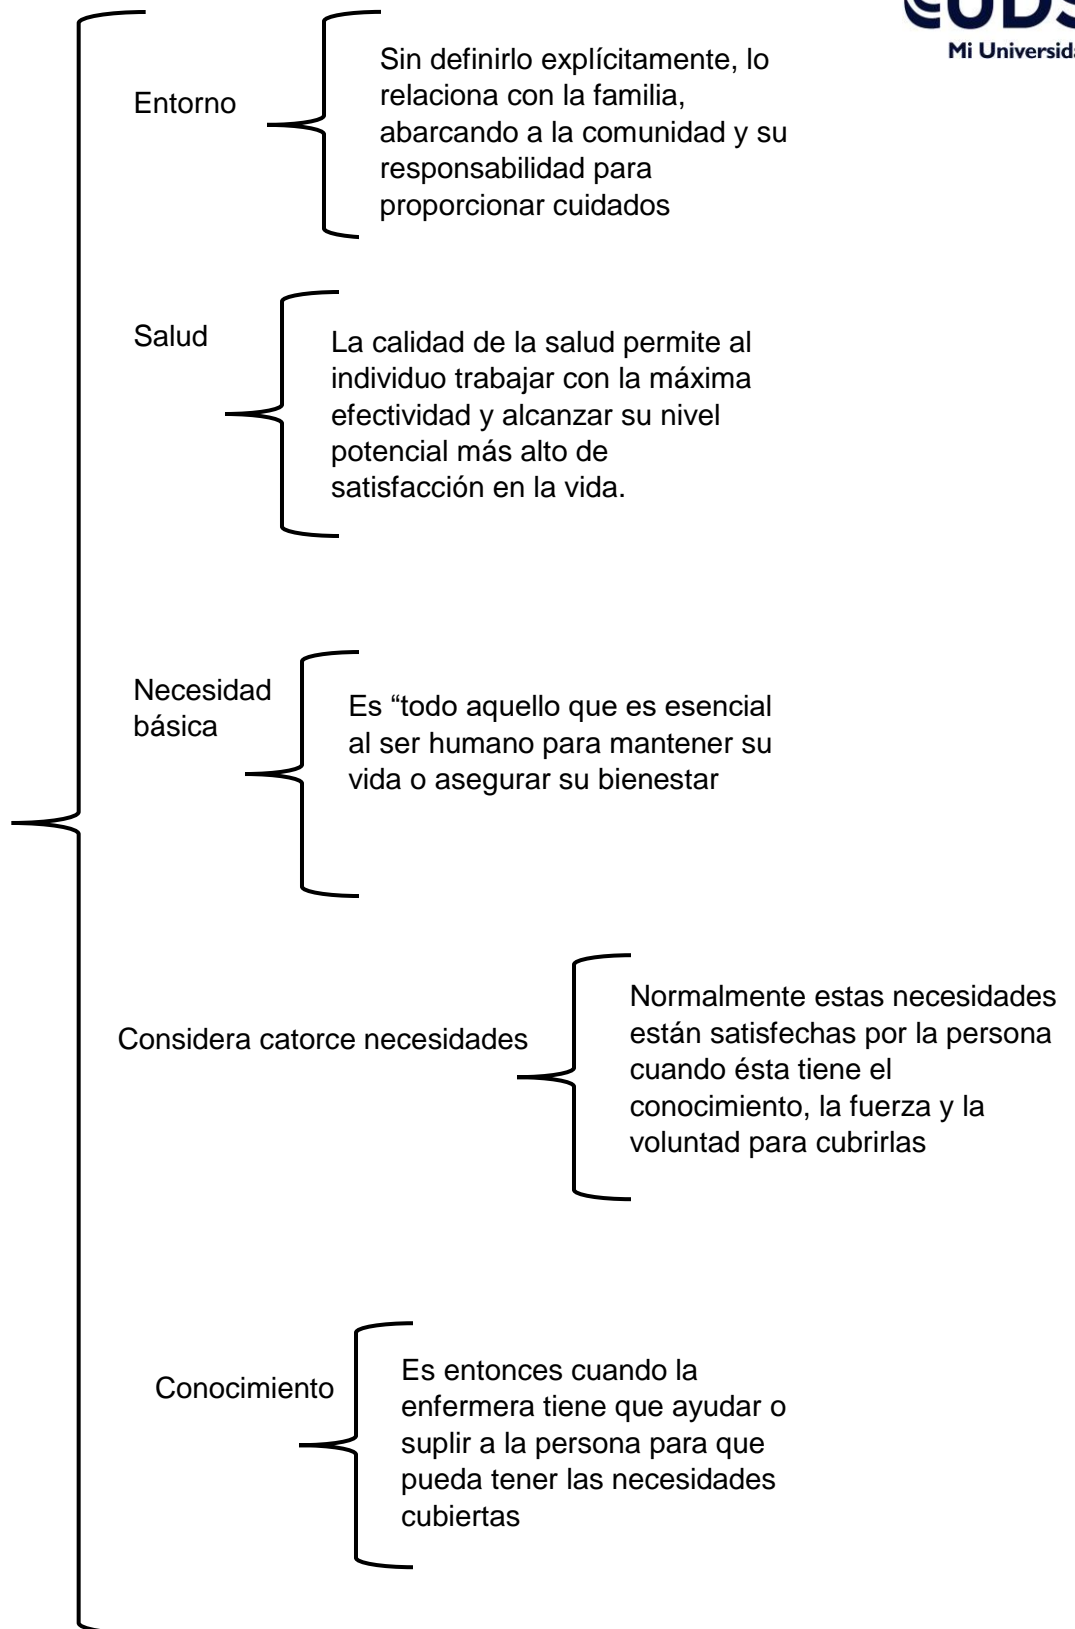 Mi Universid
Entorno
Sin definirlo explícitamente, lo
relaciona con la familia,
abarcando a la comunidad y su
responsabilidad para
proporcionar cuidados
Salud
La calidad de la salud permite al
individuo trabajar con la máxima
efectividad y alcanzar su nivel
potencial más alto de
satisfacción en la vida.
Necesidad
básica
Es “todo aquello que es esencial
al ser humano para mantener su
vida o asegurar su bienestar
Considera catorce necesidades
Normalmente estas necesidades
están satisfechas por la persona
cuando ésta tiene el
conocimiento, la fuerza y la
voluntad para cubrirlas
Conocimiento
Es entonces cuando la
enfermera tiene que ayudar o
suplir a la persona para que
pueda tener las necesidades
cubiertas